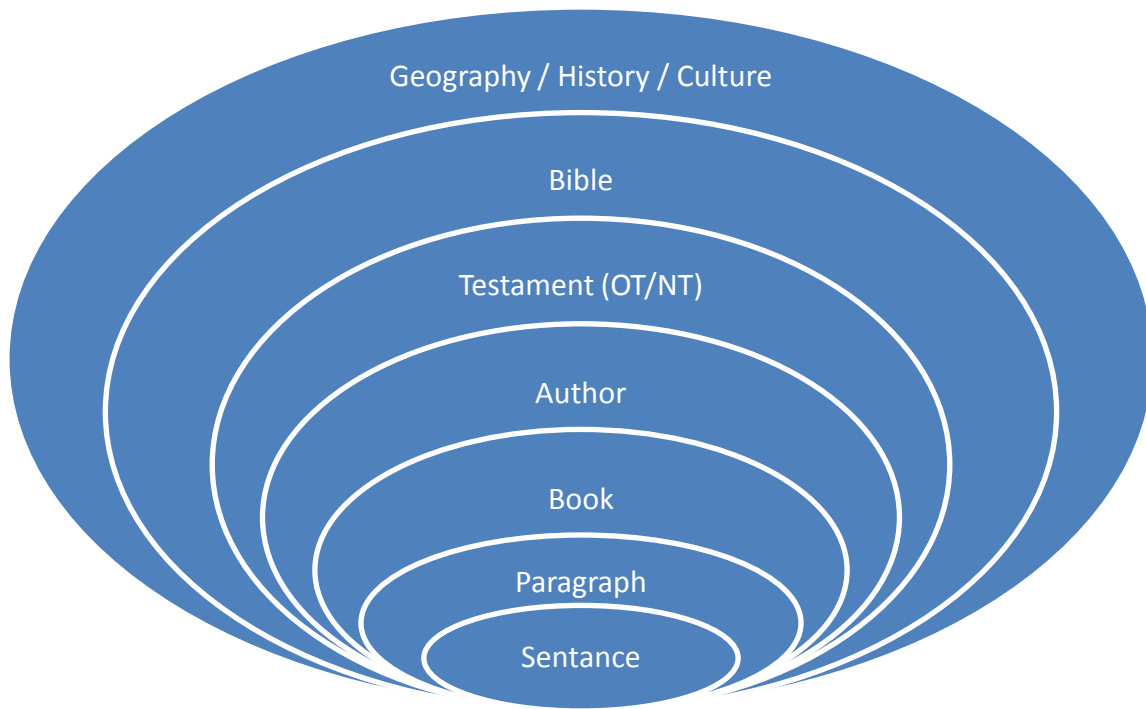 Geography / History / Culture
Bible
Testament (OT/NT)
Author
Book
Paragraph
Sentance